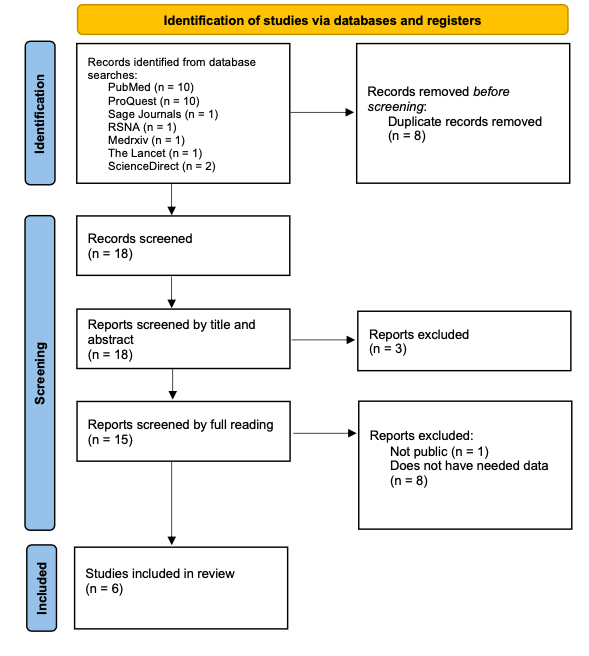 Identification of studies via databases and registers
Identification
Records identified from database
searches:
PubMed (n = 10)
ProQuest (n = 10)
Sage Journals (n = 1)
RSNA (n = 1)
Medrxiv (n = 1)
The Lancet (n = 1)
ScienceDirect (n = 2)
Records removed before
screening:
Duplicate records removed
(n = 8)
Screening
Records screened
(n = 18)
Reports screened by title and
abstract
(n = 18)
Reports excluded
(n = 3)
Reports screened by full reading
(n = 15)
Reports excluded:
Not public (n = 1)
Does not have needed data
(n = 8)
Included
Studies included in review
(n = 6)